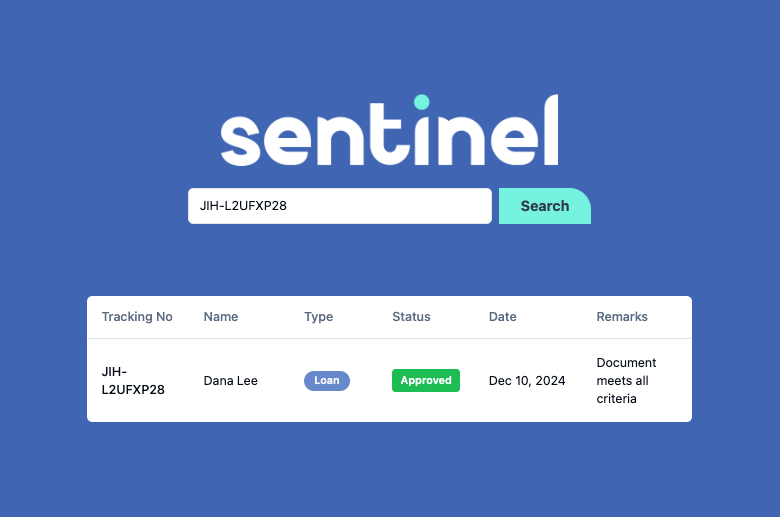 sentinel
JIH-L2UFXP28 Search
Tracking No Name Type Status Date Remarks
JIH-
L2UFXP28 Dana Lee Loan Approved Dec 10, 2024 Document
meets all
criteria